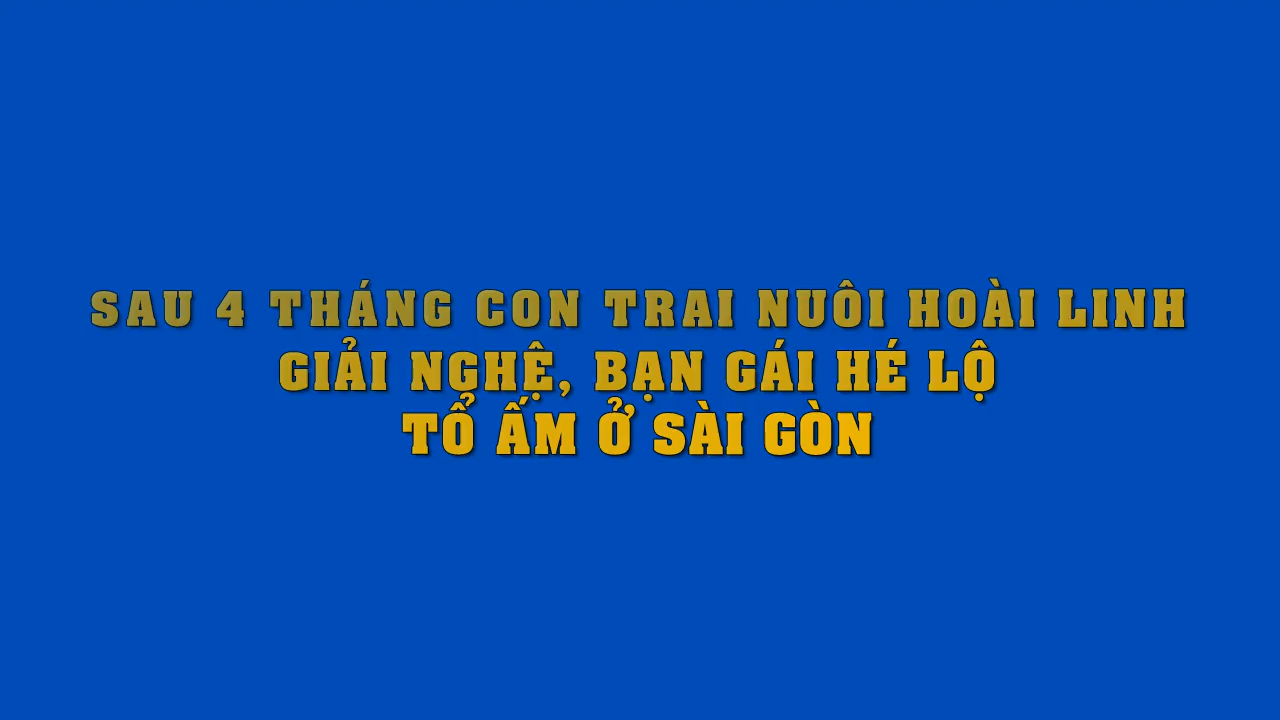 SAU 4 THÁNG CON TRAI NUÔI HOÀI LINH
GIẢI NGHỆ, BẠN GÁI HÉ LỘ
TỔ ẤM Ở SÀI GÒN